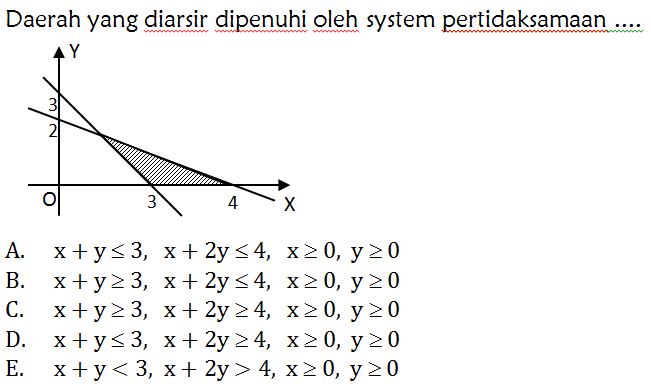 Daerah yang diarsir dipenuhi oleh system pertidaksamaan ....
Y
3
2
O 3 4 X
A. x + y ≤ 3, x + 2y ≤ 4, x ≥ 0, y ≥ 0
B. x + y ≥ 3, x + 2y ≤ 4, x ≥ 0, y ≥ 0
C. x + y ≥ 3, x + 2y ≥ 4, x ≥ 0, y ≥ 0
D. x + y ≤ 3, x + 2y ≥ 4, x ≥ 0, y ≥ 0
E. x + y < 3, x + 2y > 4, x ≥ 0, y ≥ 0